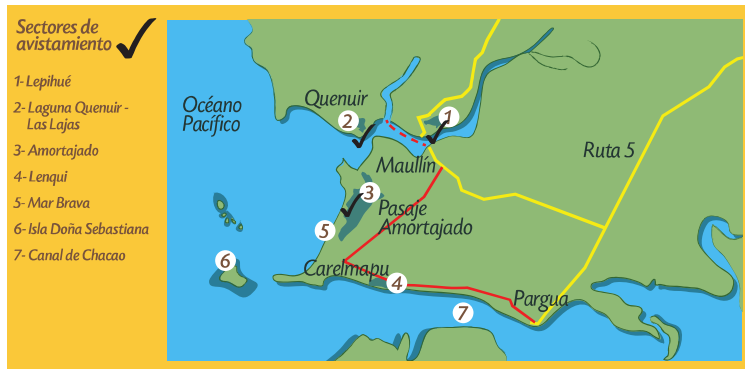 Sectores de
avistamiento
1- Lepihué
2- Laguna Quenuir -
Las Lajas
3- Amortajado
4- Lenqui
5- Mar Brava
6- Isla Doña Sebastiana
7- Canal de Chacao
Océano
Pacífico
Quenuir
2
1
Ruta 5
Maullín
3
Pasaje
Amortajado
5
6
Carelmapu
4
Pargua
7